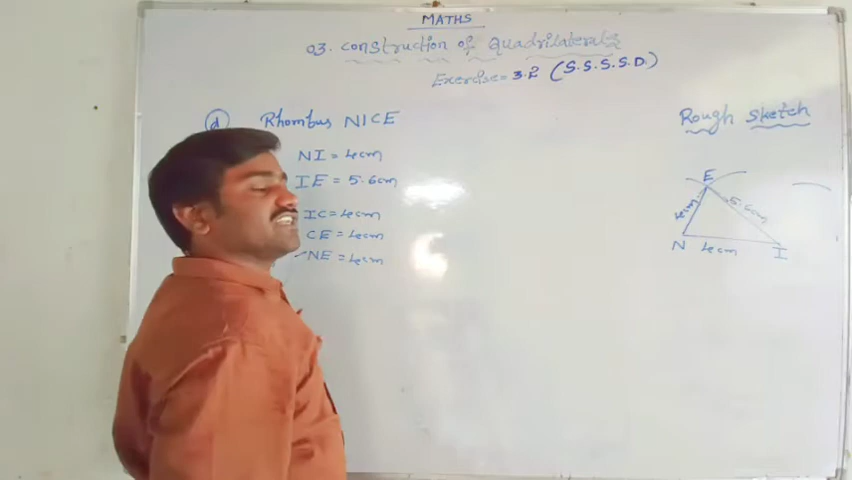 MATHS
03. Construction of Quadrilaterals
Exercise = 3.2 (S.S.S.S.D.)
d Rhombus NICE
NI = 4cm
IE = 5.6cm
IC = 4cm
CE = 4cm
NE = 4cm
Rough Sketch
E
4cm 5.6cm
N 4cm I